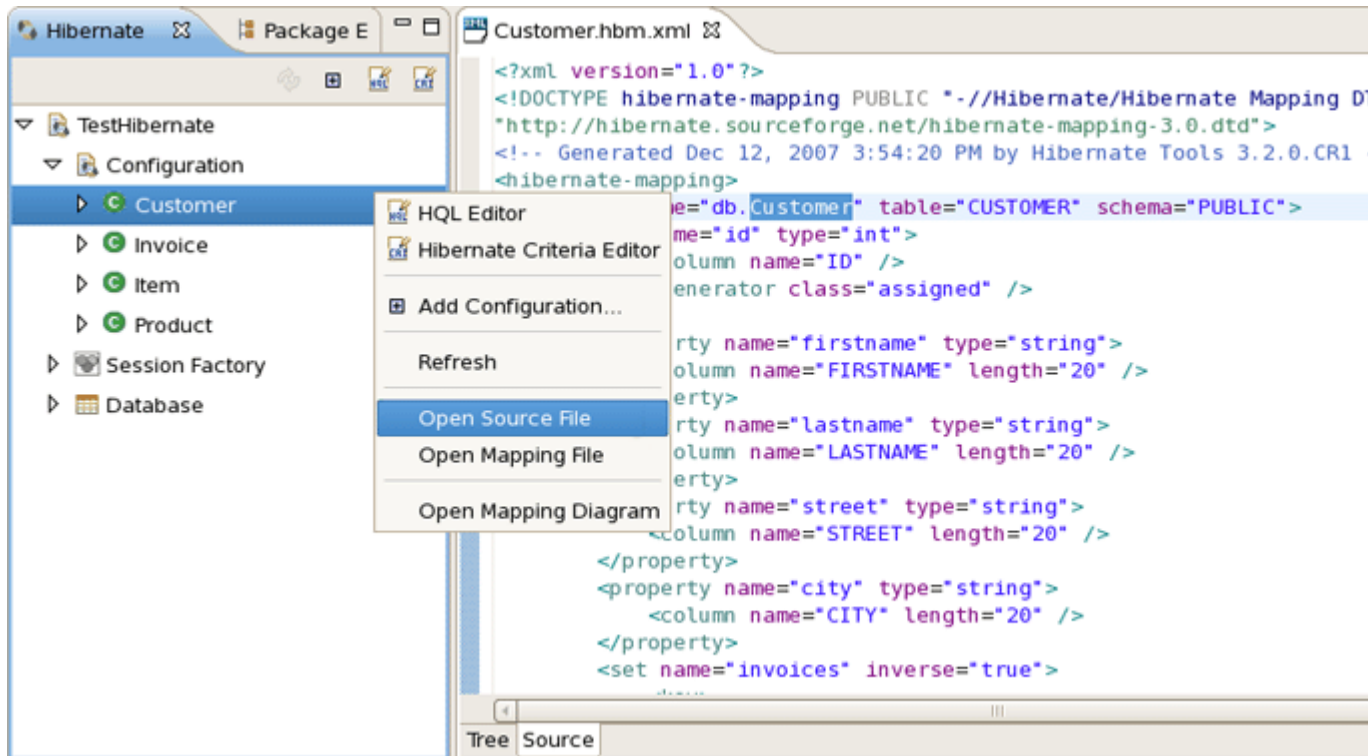 Hibernate
Package E
TestHibernate
Configuration
Customer
Invoice
Item
Product
Session Factory
Database
HQL Editor
Hibernate Criteria Editor
Add Configuration...
Refresh
Open Source File
Open Mapping File
Open Mapping Diagram
Customer.hbm.xml
<?xml version="1.0"?>
<!DOCTYPE hibernate-mapping PUBLIC "-//Hibernate/Hibernate Mapping DT
"http://hibernate.sourceforge.net/hibernate-mapping-3.0.dtd">
<!-- Generated Dec 12, 2007 3:54:20 PM by Hibernate Tools 3.2.0.CR1
<hibernate-mapping>
e="db.Customer" table="CUSTOMER" schema="PUBLIC">
me="id" type="int">
olumn name="ID" />
enerator class="assigned" />
rty name="firstname" type="string">
olumn name="FIRSTNAME" length="20" />
erty>
rty name="lastname" type="string">
olumn name="LASTNAME" length="20" />
erty>
rty name="street" type="string">
<column name="STREET" length="20" />
</property>
<property name="city" type="string">
<column name="CITY" length="20" />
</property>
<set name="invoices" inverse="true">
Tree
Source